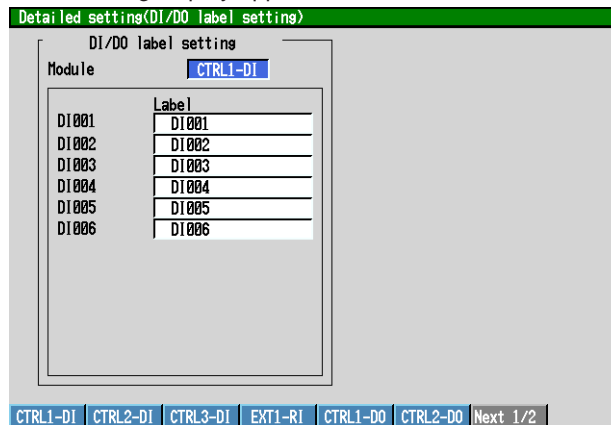 Detailed setting(DI/DO label setting)
DI/DO label setting
Module CTRL1-DI
Label
DI001 DI001
DI002 DI002
DI003 DI003
DI004 DI004
DI005 DI005
DI006 DI006
CTRL1-DI CTRL2-DI CTRL3-DI EXT1-RI CTRL1-DO CTRL2-DO Next 1/2